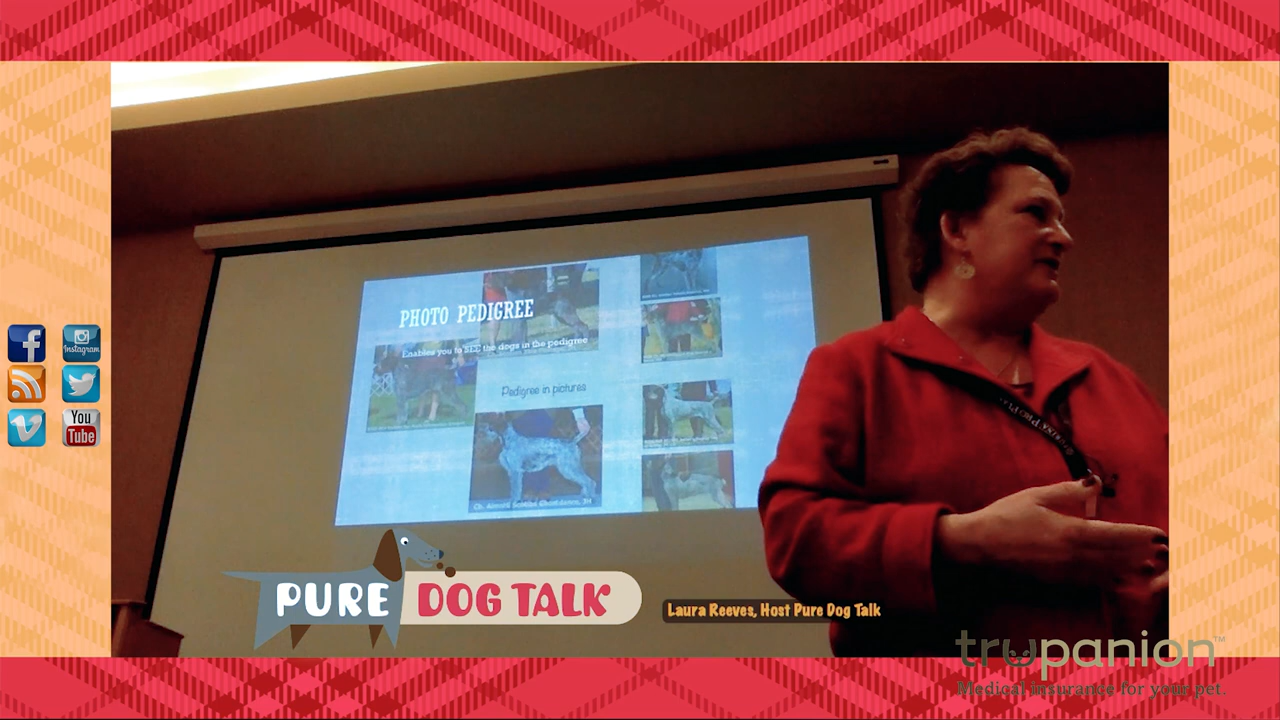 PHOTO PEDIGREE
Enables you to SEE the dogs in the pedigree
Pedigree in pictures
PURE DOG TALK
Laura Reeves, Host Pure Dog Talk
trupanion™
Medical insurance for your pet.
Instagram
You
Tube